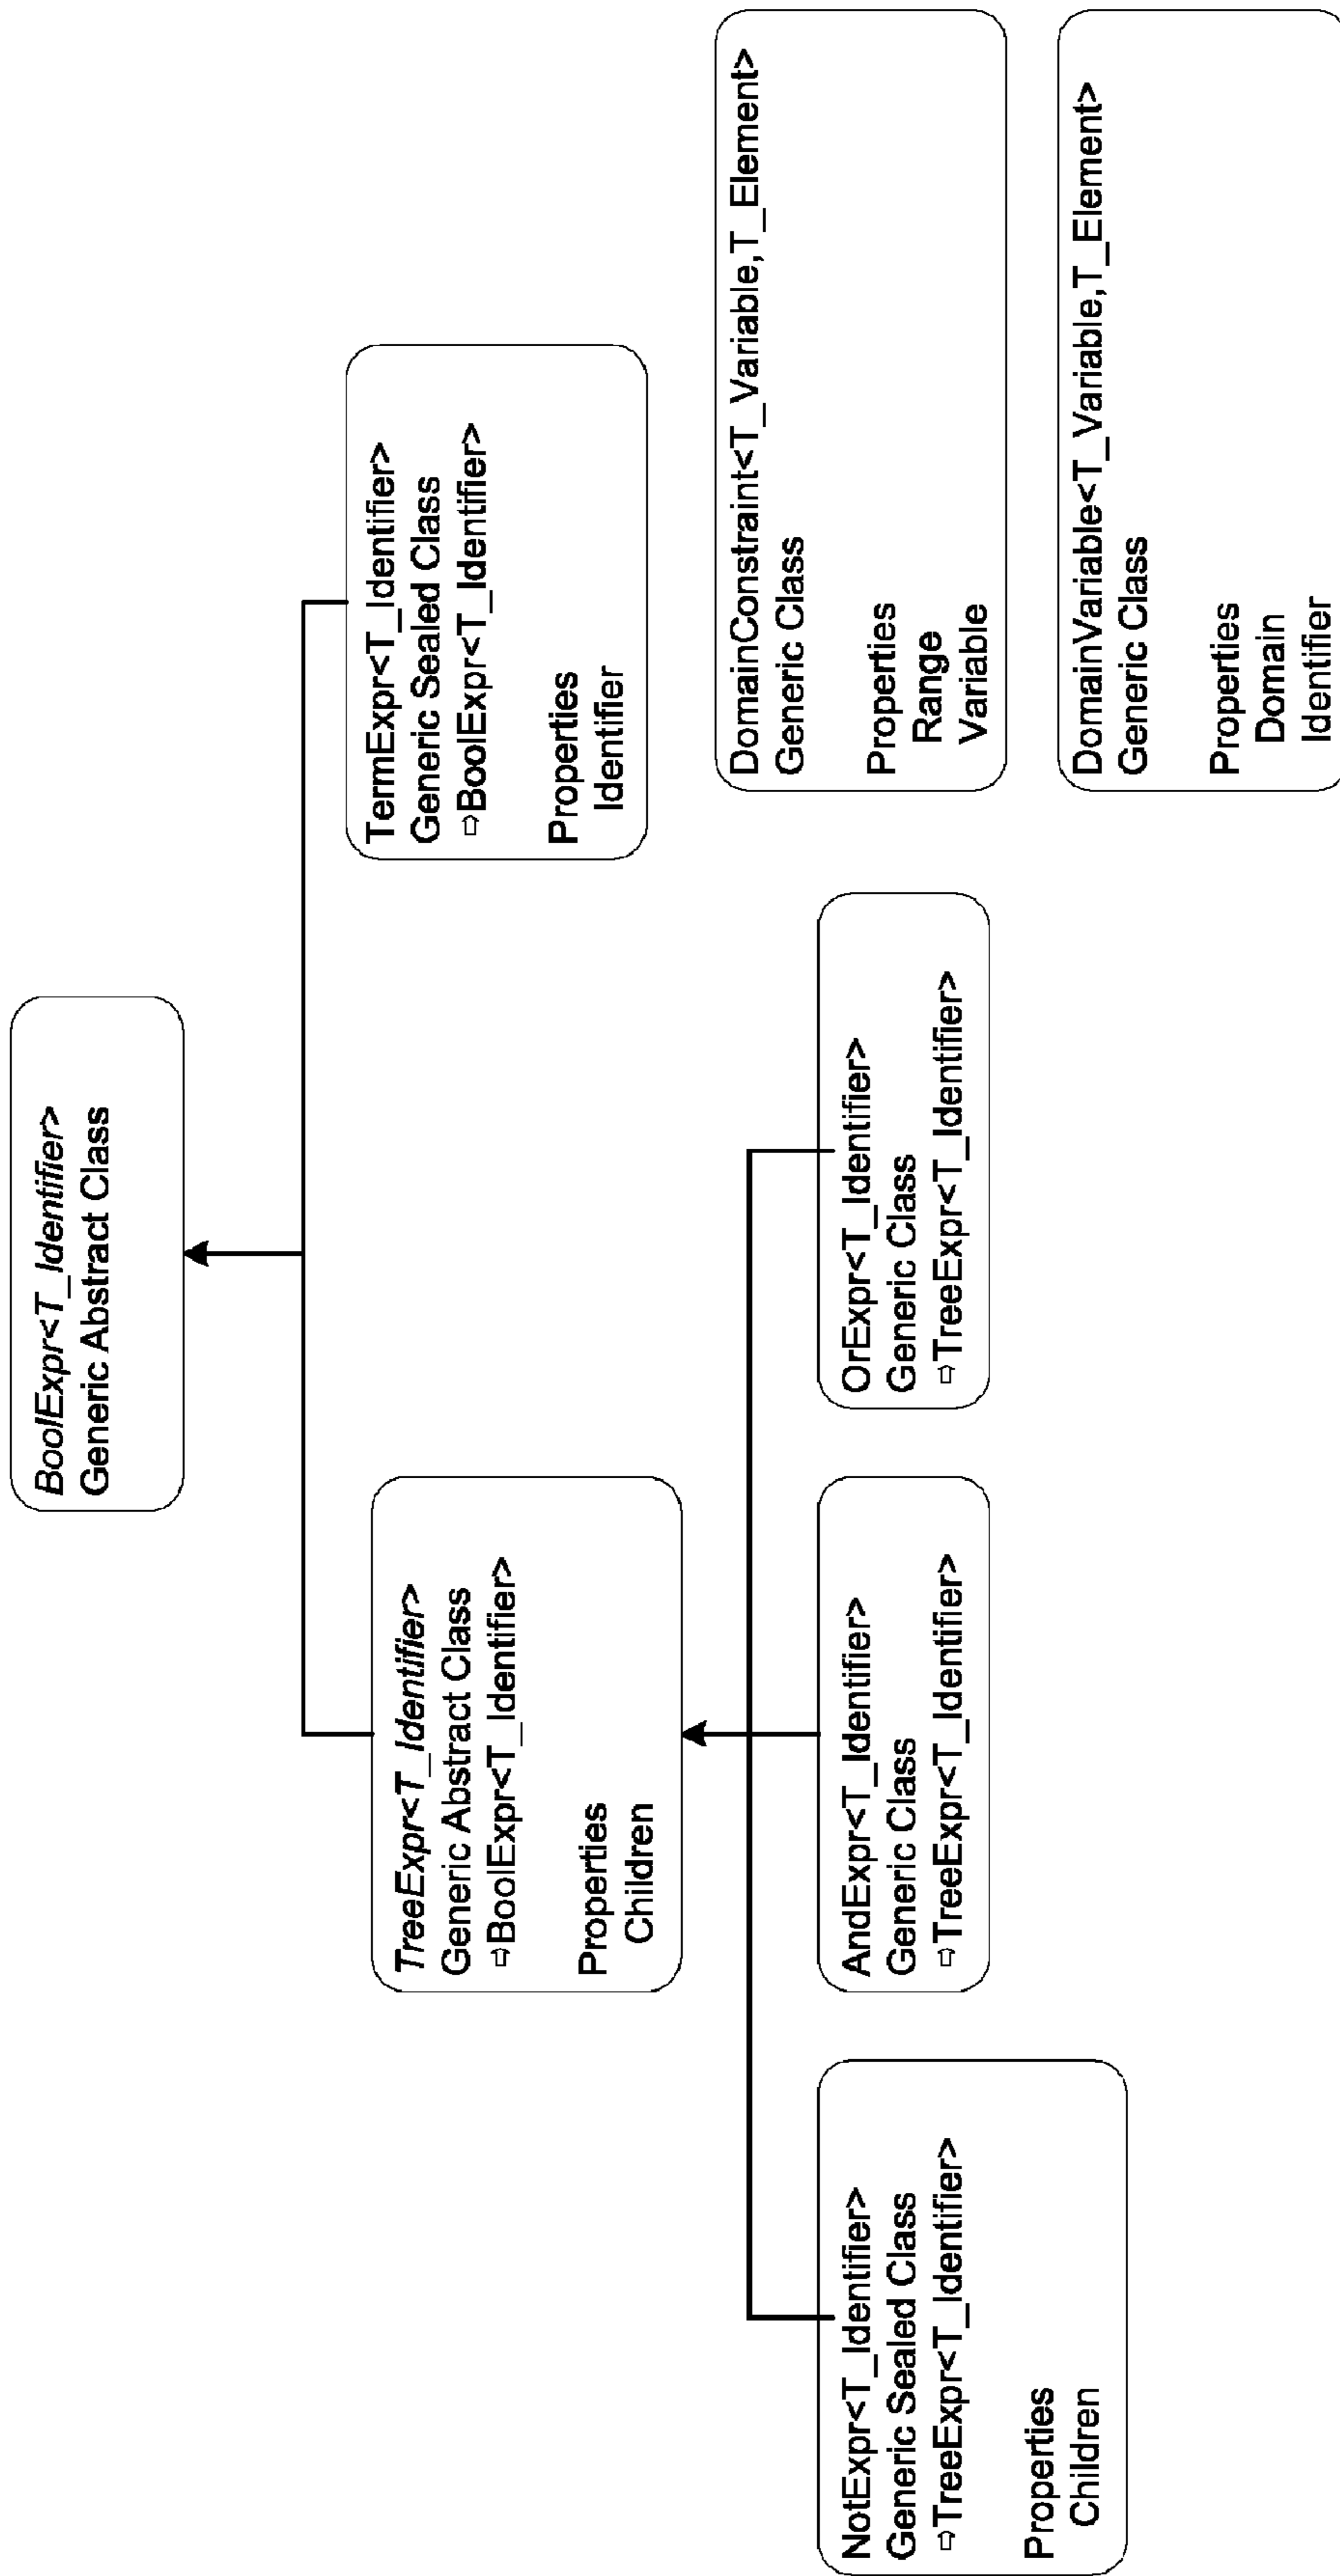 BoolExpr<T_Identifier>
Generic Abstract Class
TreeExpr<T_Identifier>
Generic Abstract Class
⇨BoolExpr<T_Identifier>
Properties
Children
TermExpr<T_Identifier>
Generic Sealed Class
⇨BoolExpr<T_Identifier>
Properties
Identifier
NotExpr<T_Identifier>
Generic Sealed Class
⇨TreeExpr<T_Identifier>
Properties
Children
AndExpr<T_Identifier>
Generic Class
⇨TreeExpr<T_Identifier>
OrExpr<T_Identifier>
Generic Class
⇨TreeExpr<T_Identifier>
DomainConstraint<T_Variable,T_Element>
Generic Class
Properties
Range
Variable
DomainVariable<T_Variable,T_Element>
Generic Class
Properties
Domain
Identifier